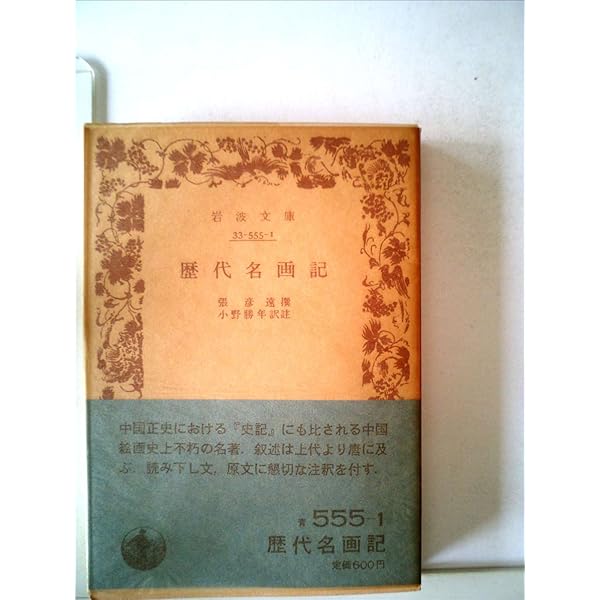 岩波文庫
33-555-1
歴代名画記
張彦遠撰
小野勝年訳註
中国正史における『史記』にも比される中国
絵画史上不朽の名著．叙述は上代より唐に及
ぶ．読み下し文，原文に懇切な注釈を付す．
青 555-1
歴代名画記
定価600円